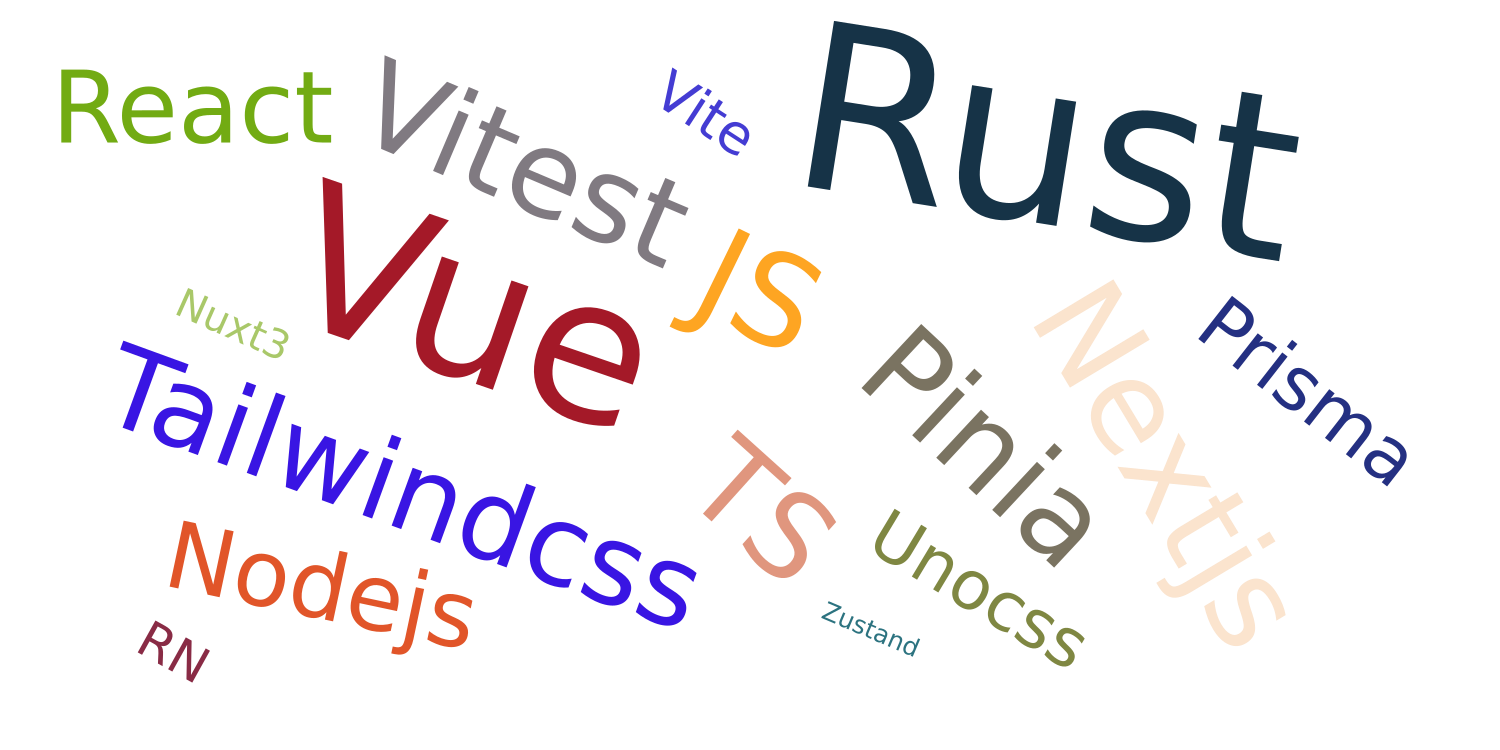 React
Vitest
Vite
Rust
Vue
JS
Nuxt3
Nextjs
Prisma
Pinia
Tailwindcss
TS
Unocss
Nodejs
Zustand
RN